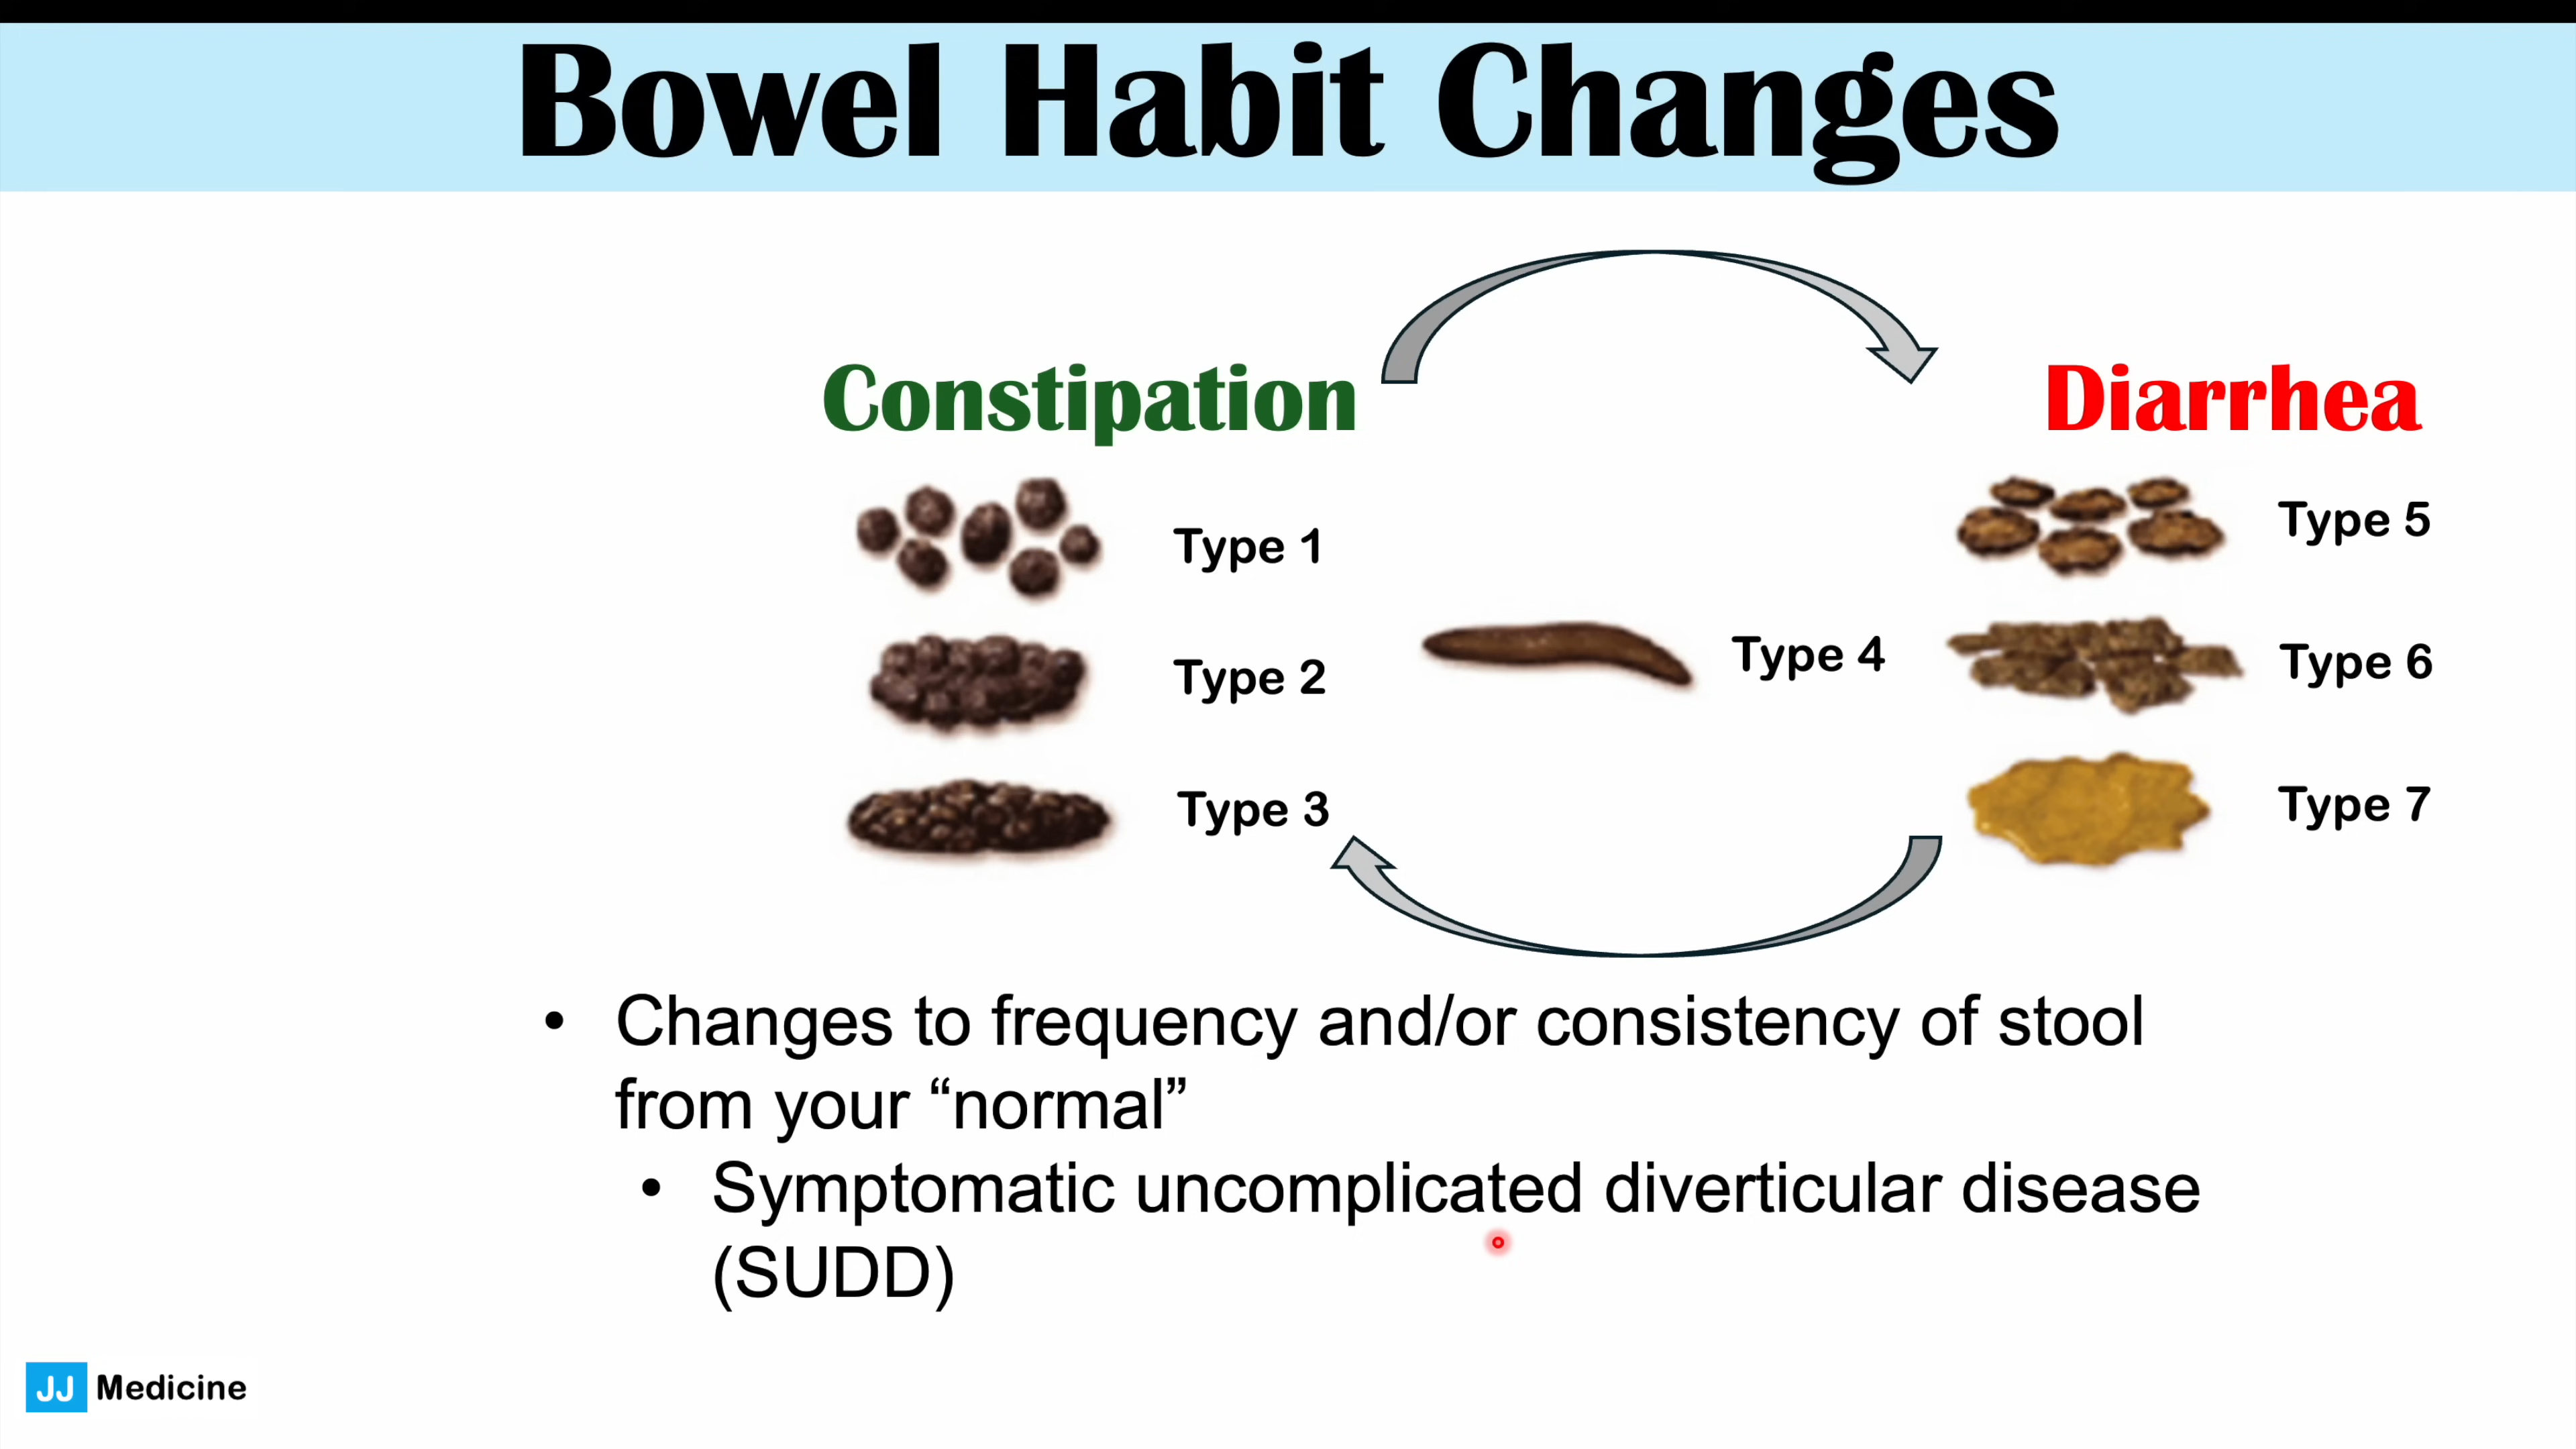 Bowel Habit Changes
Constipation
Diarrhea
Type 1
Type 2
Type 3
Type 4
Type 5
Type 6
Type 7
• Changes to frequency and/or consistency of stool
from your “normal”
• Symptomatic uncomplicated diverticular disease
(SUDD)
JJ Medicine